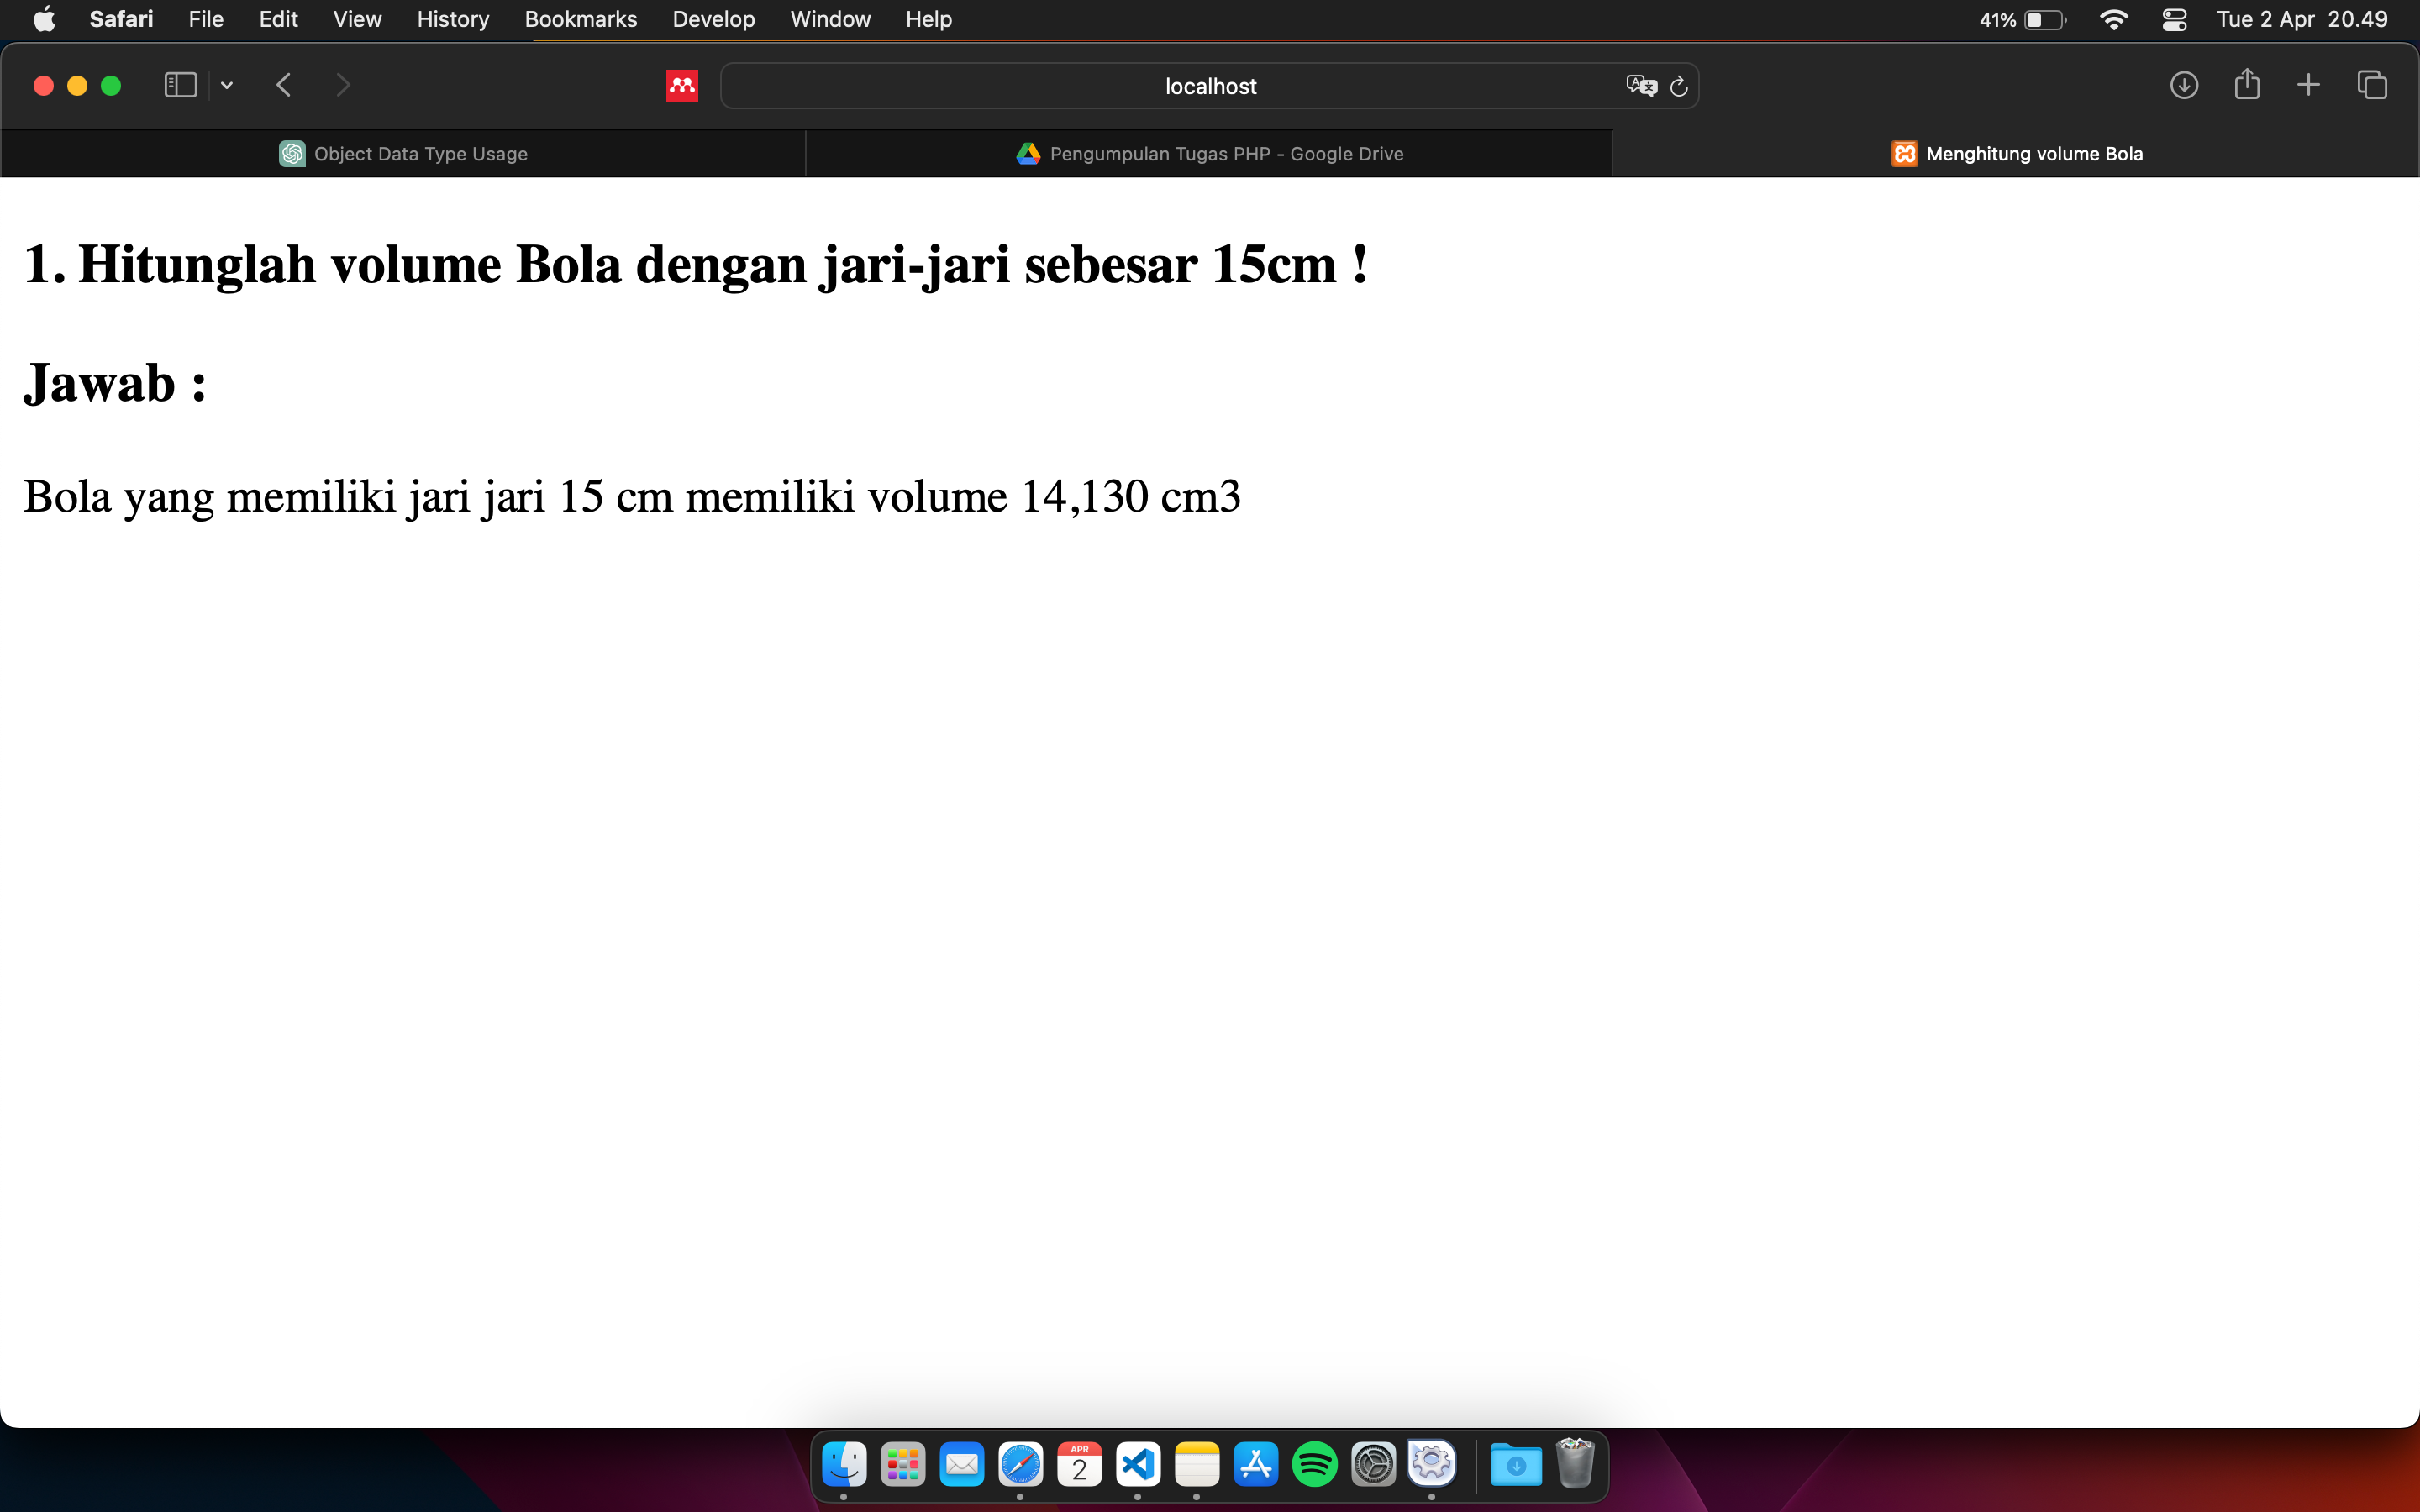 Safari File Edit View History Bookmarks Develop Window Help 41% Tue 2 Apr 20.49
localhost
Object Data Type Usage Pengumpulan Tugas PHP - Google Drive Menghitung volume Bola
1. Hitunglah volume Bola dengan jari-jari sebesar 15cm !
Jawab :
Bola yang memiliki jari jari 15 cm memiliki volume 14,130 cm3
APR
2